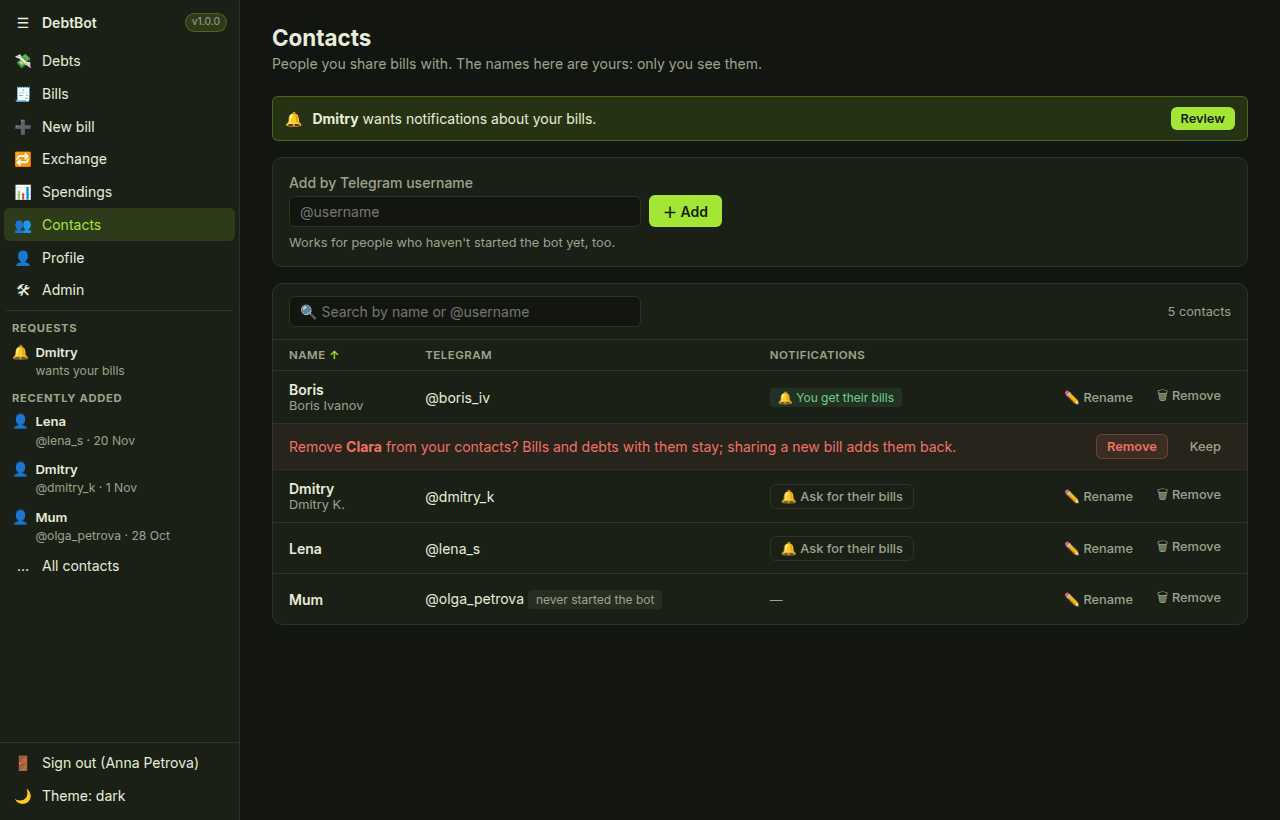 ☰ DebtBot v1.0.0
Debts
Bills
New bill
Exchange
Spendings
Contacts
Profile
Admin
REQUESTS
Dmitry
wants your bills
RECENTLY ADDED
Lena
@lena_s · 20 Nov
Dmitry
@dmitry_k · 1 Nov
Mum
@olga_petrova · 28 Oct
... All contacts
Sign out (Anna Petrova)
Theme: dark
Contacts
People you share bills with. The names here are yours: only you see them.
Dmitry wants notifications about your bills. Review
Add by Telegram username
@username + Add
Works for people who haven't started the bot yet, too.
Search by name or @username 5 contacts
NAME ↑ TELEGRAM NOTIFICATIONS
Boris
Boris Ivanov
@boris_iv You get their bills Rename Remove
Remove Clara from your contacts? Bills and debts with them stay; sharing a new bill adds them back. Remove Keep
Dmitry
Dmitry K.
@dmitry_k Ask for their bills Rename Remove
Lena @lena_s Ask for their bills Rename Remove
Mum @olga_petrova never started the bot — Rename Remove